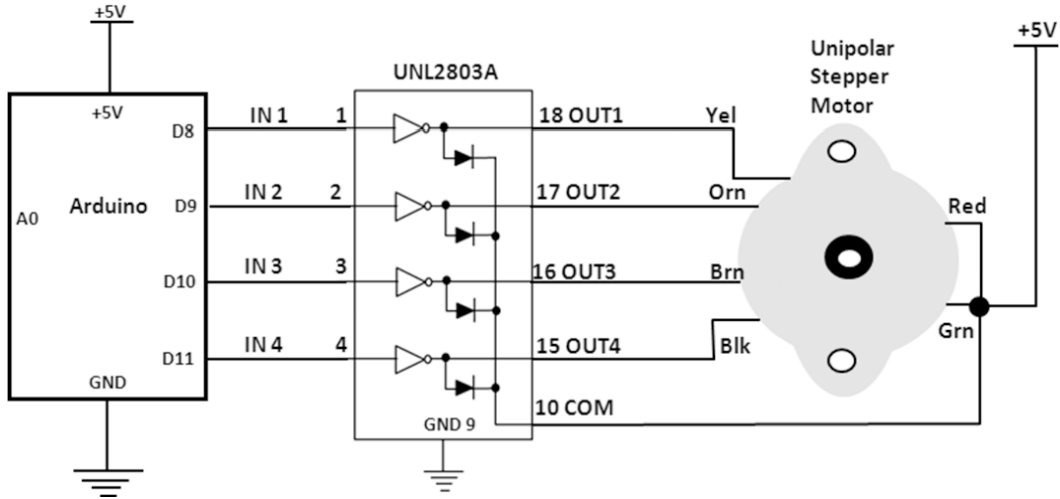 +5V
+5V
Unipolar
Stepper
Motor
UNL2803A
+5V
D8
IN 1
1
18 OUT1
Yel
A0
Arduino
D9
IN 2
2
17 OUT2
Orn
Red
D10
IN 3
3
16 OUT3
Brn
D11
IN 4
4
15 OUT4
Blk
Grn
GND
10 COM
GND 9